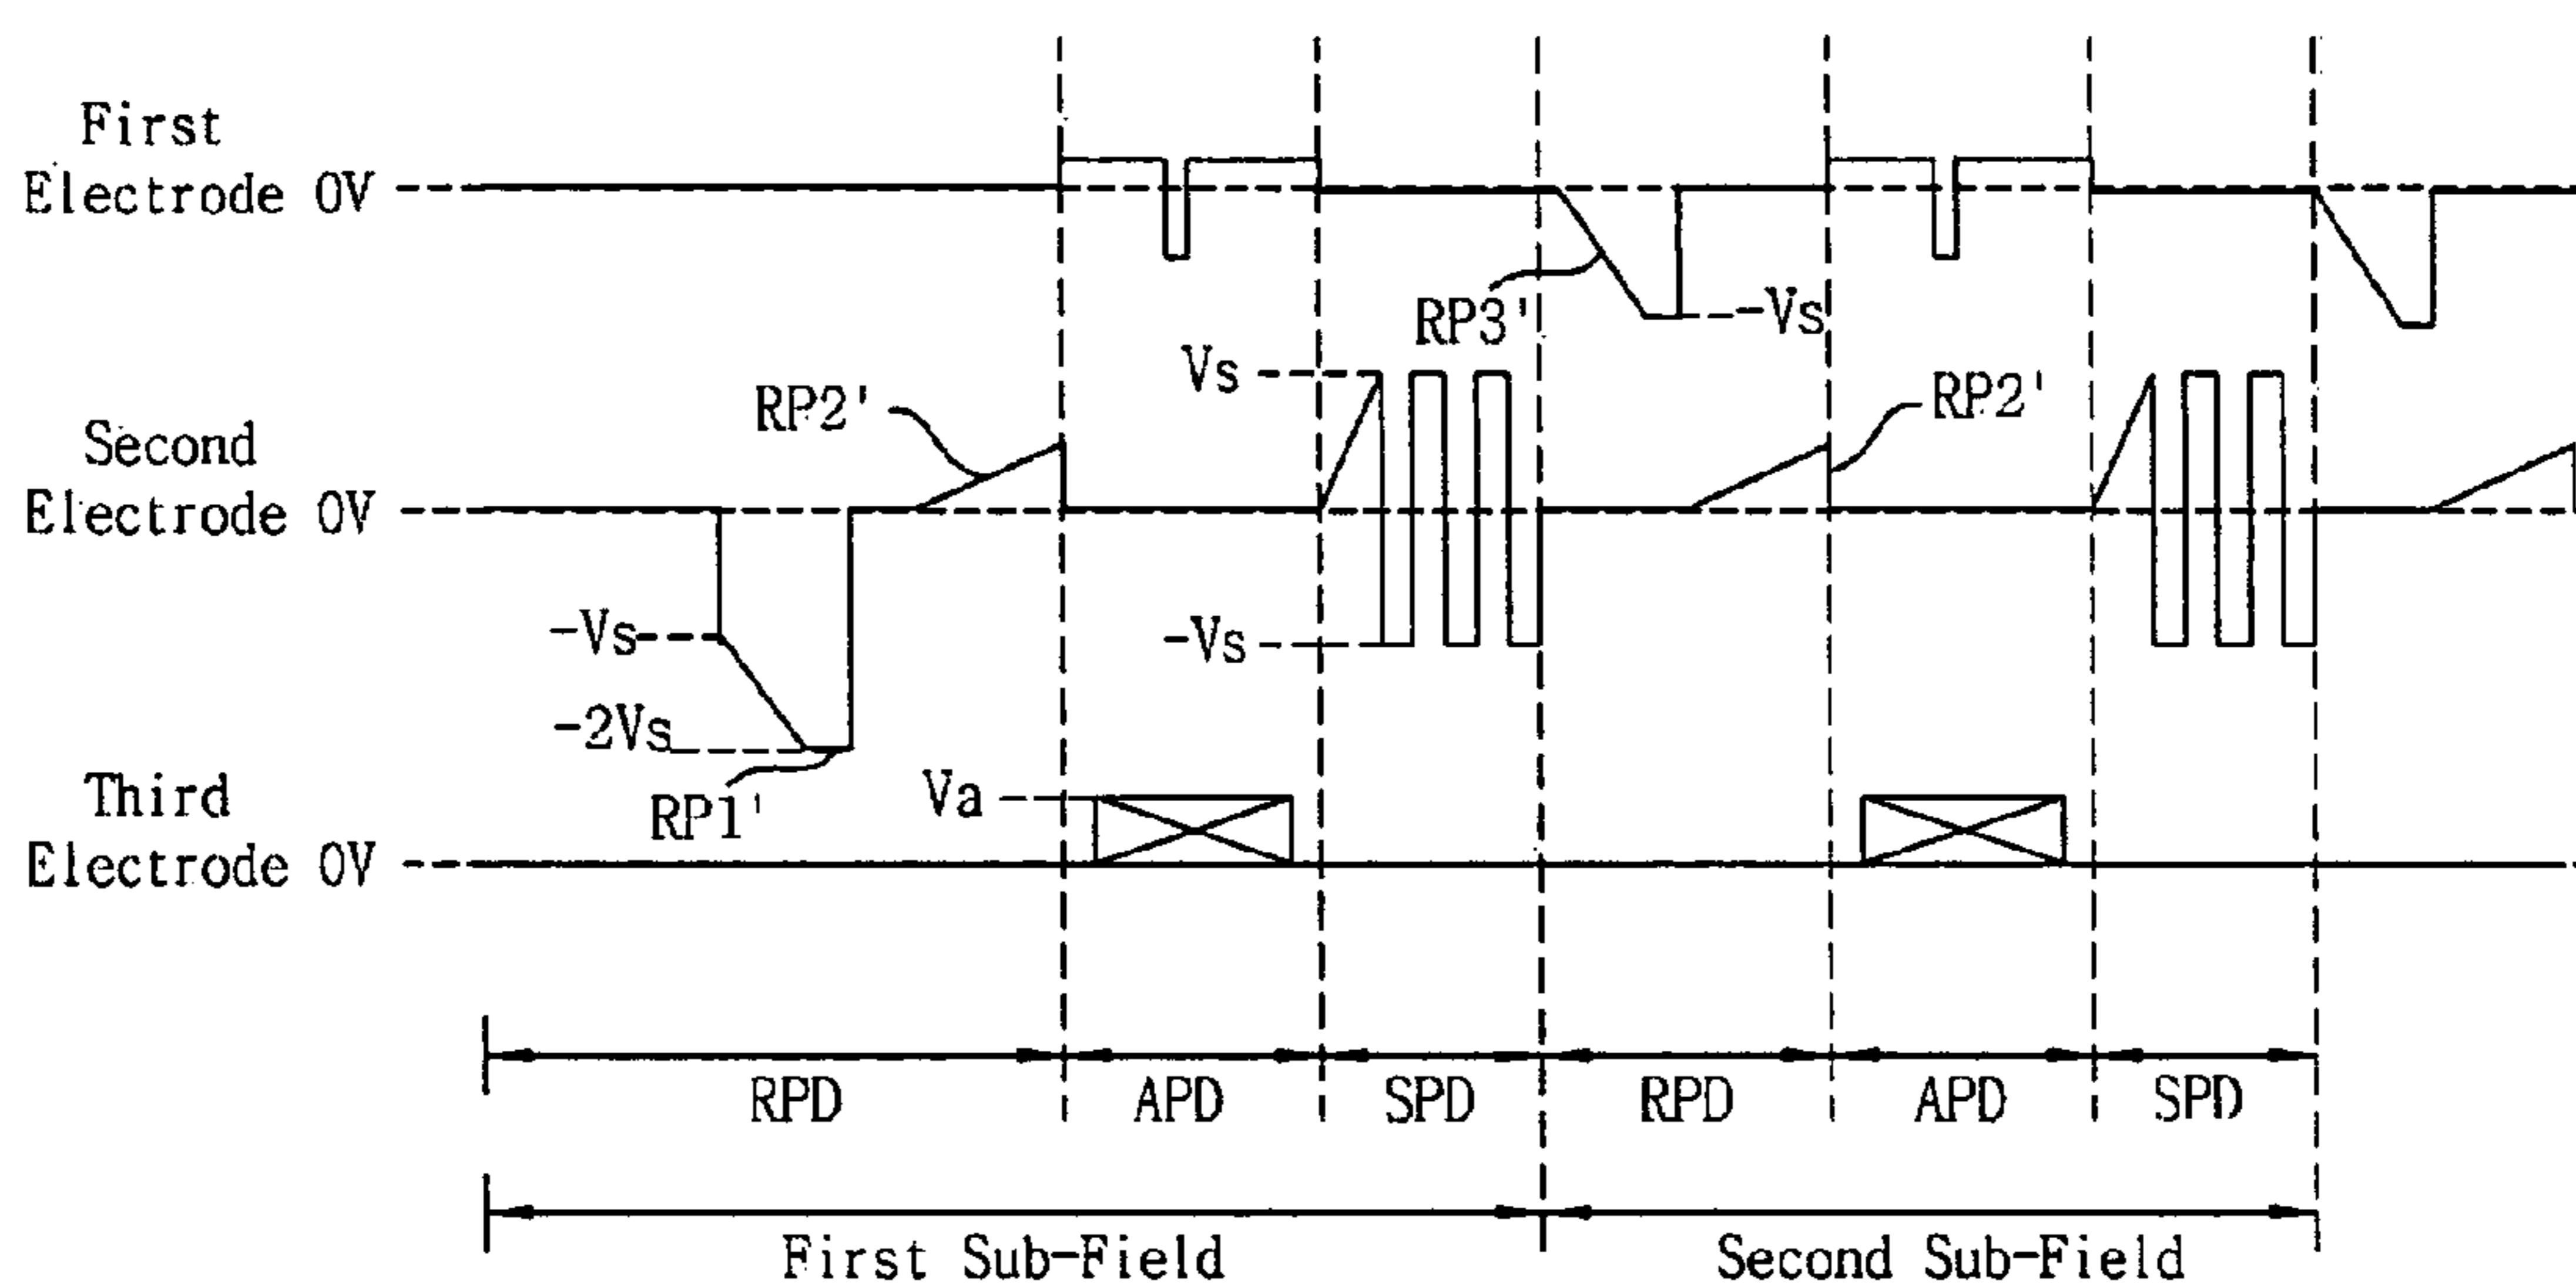 First
Electrode 0V
RP3'
-Vs
Vs
RP2'
RP2'
Second
Electrode 0V
-Vs
-Vs
-2Vs
RP1'
Va
Third
Electrode 0V
RPD APD SPD RPD APD SPD
First Sub-Field Second Sub-Field